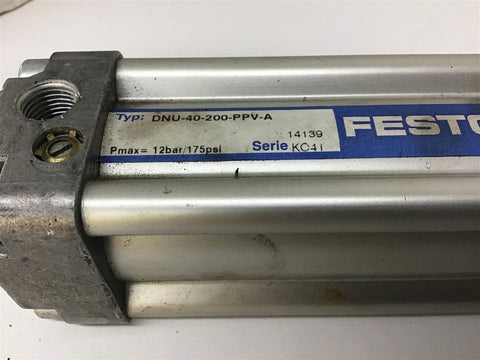 Typ: DNU-40-200-PPV-A
14139
Pmax= 12bar/175psi Serie KC41
FESTO